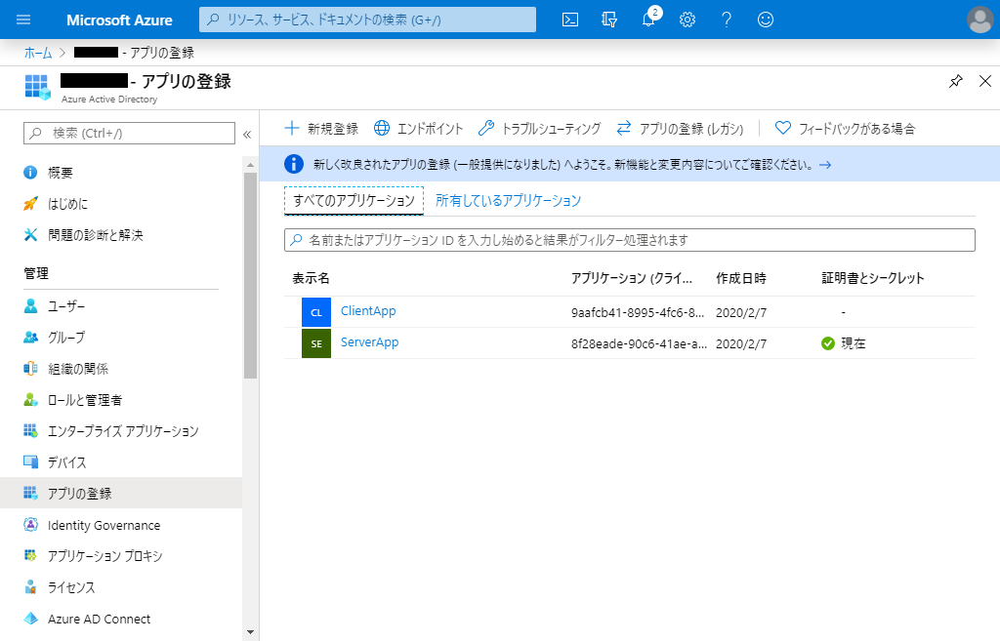 Microsoft Azure
リソース、サービス、ドキュメントの検索 (G+/)
2
ホーム > - アプリの登録
- アプリの登録
Azure Active Directory
検索 (Ctrl+/)
概要
はじめに
問題の診断と解決
管理
ユーザー
グループ
組織の関係
ロールと管理者
エンタープライズ アプリケーション
デバイス
アプリの登録
Identity Governance
アプリケーション プロキシ
ライセンス
Azure AD Connect
新規登録 エンドポイント トラブルシューティング アプリの登録 (レガシ) フィードバックがある場合
新しく改良されたアプリの登録 (一般提供になりました) へようこそ。新機能と変更内容についてご確認ください。 →
すべてのアプリケーション 所有しているアプリケーション
名前またはアプリケーション ID を入力し始めると結果がフィルター処理されます
表示名 アプリケーション (クライ... 作成日時 証明書とシークレット
CL ClientApp 9aafcb41-8995-4fc6-8... 2020/2/7 -
SE ServerApp 8f28eade-90c6-41ae-a... 2020/2/7 現在